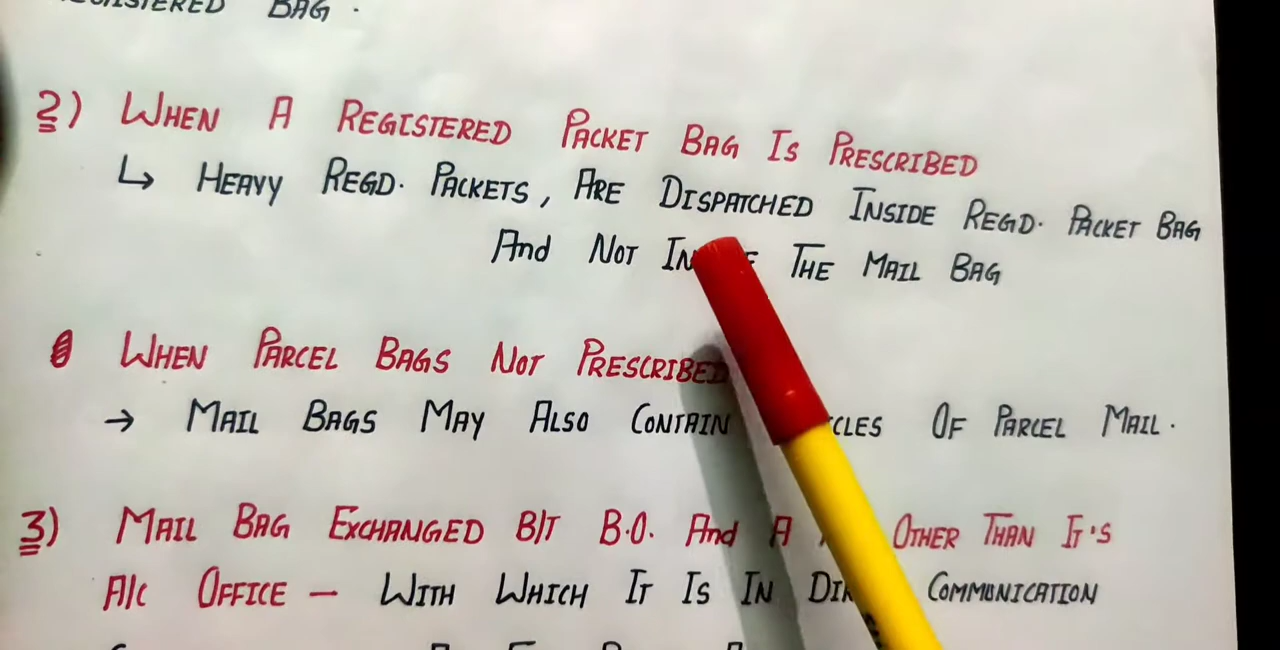 REGISTERED BAG.
2) WHEN A REGISTERED PACKET BAG IS PRESCRIBED
↳ HEAVY REGD. PACKETS, ARE DISPATCHED INSIDE REGD. PACKET BAG
And NOT THE MAIL BAG
WHEN PARCEL BAGS NOT PRESCRIBED
→ MAIL BAGS MAY ALSO CONTAIN OF PARCEL MAIL.
3) MAIL BAG EXCHANGED B/T B.O. And A OTHER THAN IT'S
A/C OFFICE — WITH WHICH IT IS IN COMMUNICATION